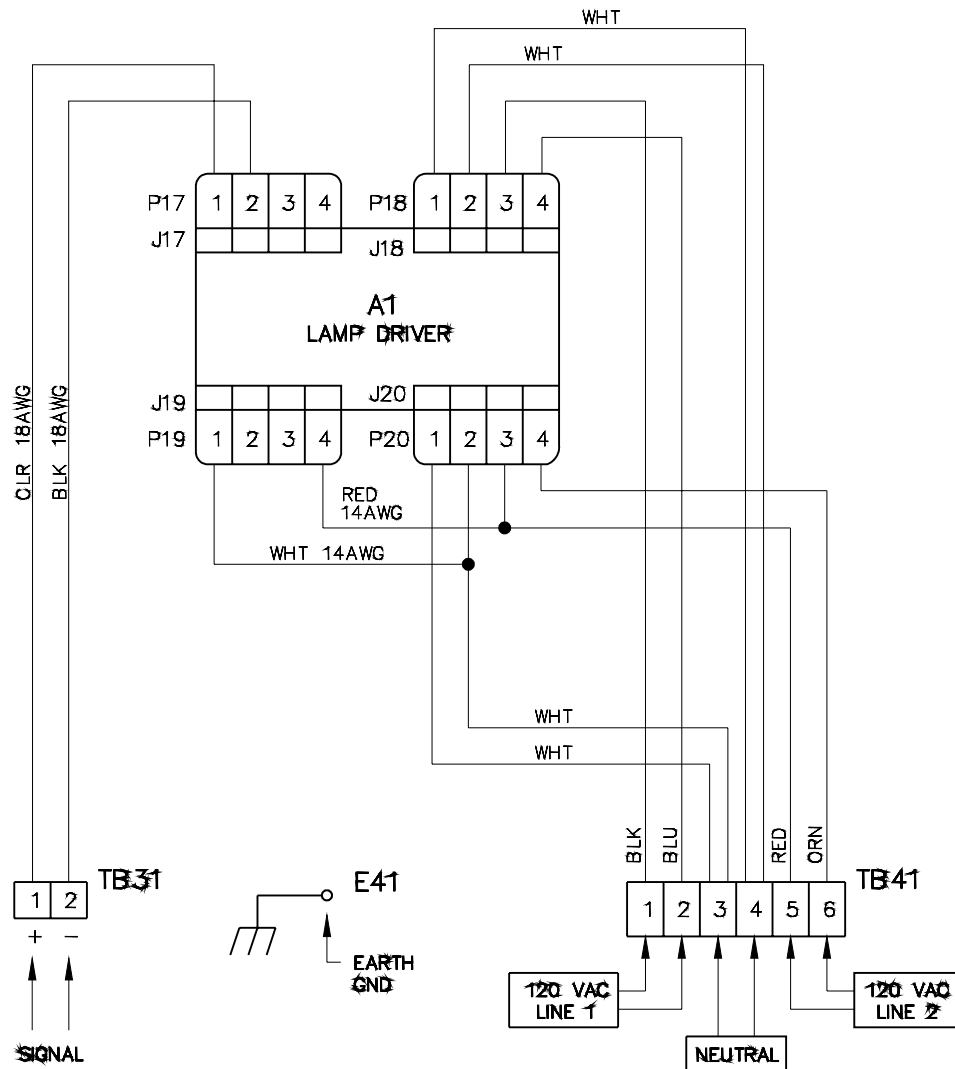 WHT
WHT
P17 1 2 3 4
P18 1 2 3 4
J17
J18
A1
LAMP DRIVER
J19
J20
P19 1 2 3 4
P20 1 2 3 4
CLR 18AWG
BLK 18AWG
RED
14AWG
WHT 14AWG
WHT
WHT
BLK
BLU
RED
ORN
TB31
1 2
+ −
SIGNAL
E41
EARTH
GND
TB41
1 2 3 4 5 6
120 VAC
LINE 1
NEUTRAL
120 VAC
LINE 2